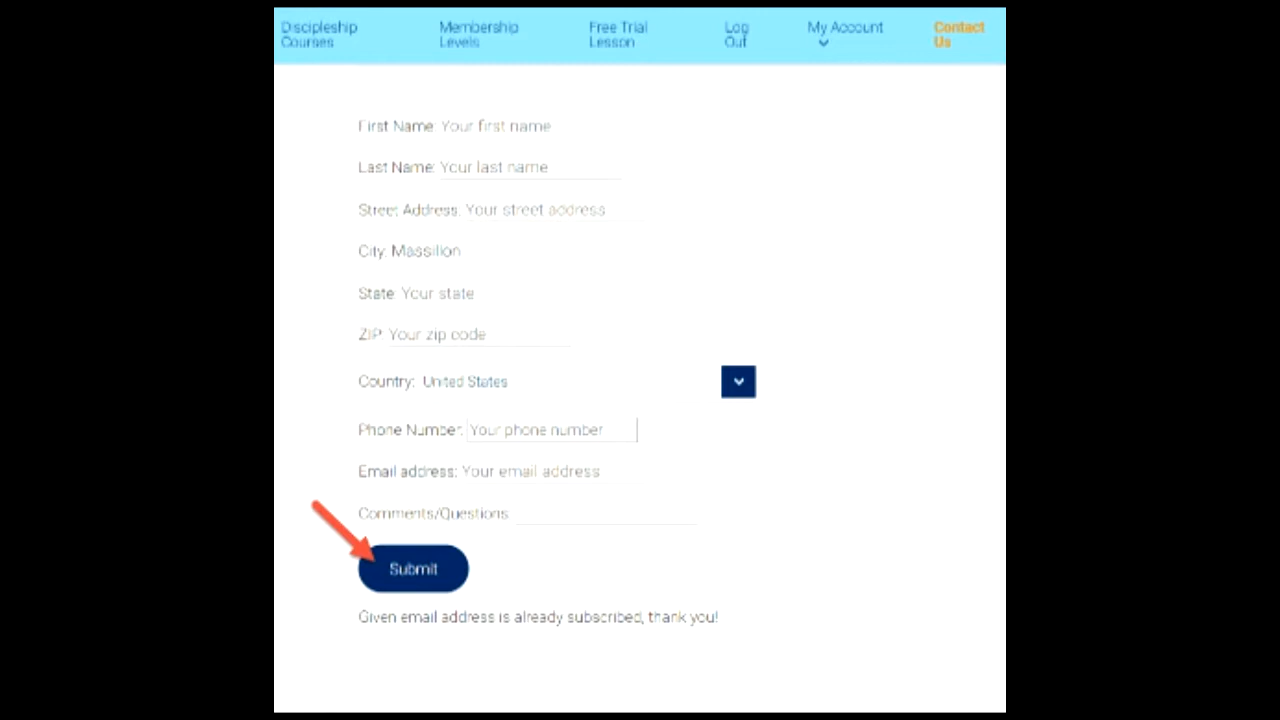 Discipleship Courses
Membership Levels
Free Trial Lesson
Log Out
My Account
Contact Us
First Name: Your first name
Last Name: Your last name
Street Address: Your street address
City: Massillon
State: Your state
ZIP: Your zip code
Country: United States
Phone Number: Your phone number
Email address: Your email address
Comments/Questions:
Submit
Given email address is already subscribed, thank you!